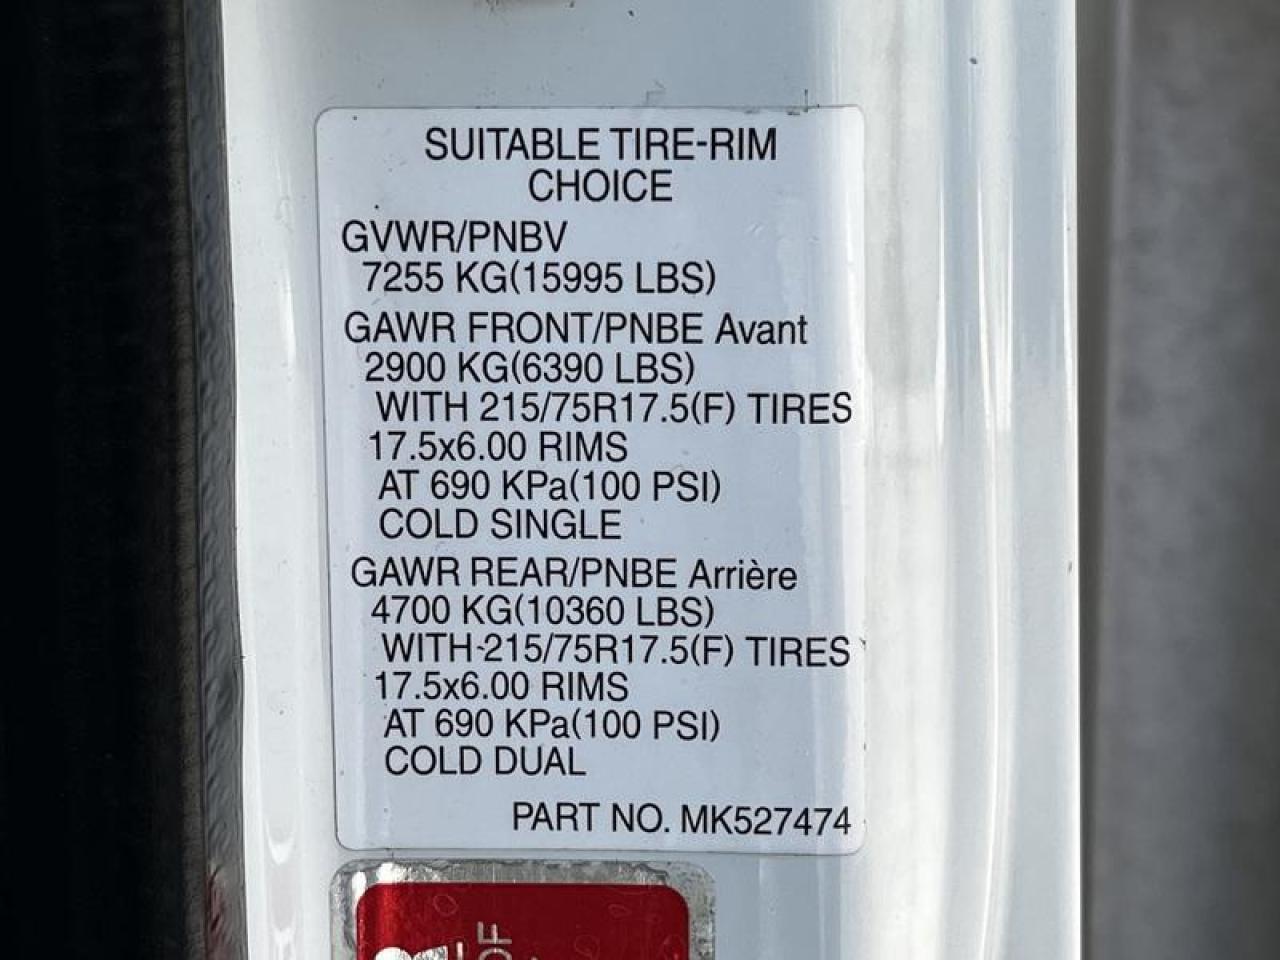 SUITABLE TIRE-RIM
CHOICE
GVWR/PNBV
7255 KG(15995 LBS)
GAWR FRONT/PNBE Avant
2900 KG(6390 LBS)
WITH 215/75R17.5(F) TIRES
17.5x6.00 RIMS
AT 690 KPa(100 PSI)
COLD SINGLE
GAWR REAR/PNBE Arrière
4700 KG(10360 LBS)
WITH 215/75R17.5(F) TIRES
17.5x6.00 RIMS
AT 690 KPa(100 PSI)
COLD DUAL
PART NO. MK527474
OF